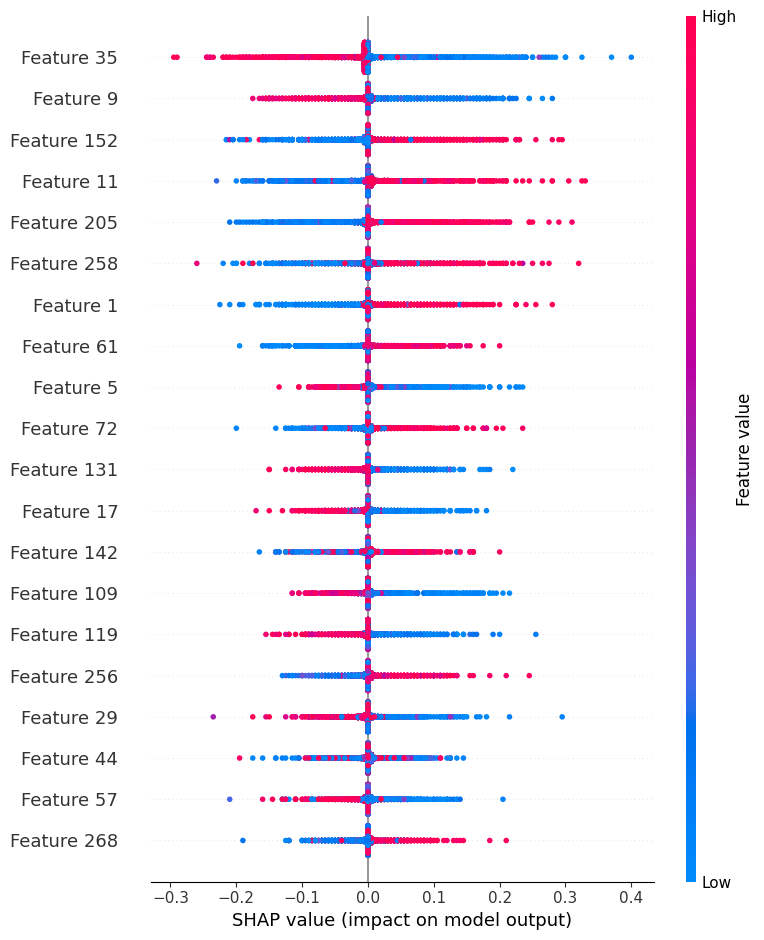 High
Feature 35
Feature 9
Feature 152
Feature 11
Feature 205
Feature 258
Feature 1
Feature 61
Feature 5
Feature 72
Feature 131
Feature 17
Feature 142
Feature 109
Feature 119
Feature 256
Feature 29
Feature 44
Feature 57
Feature 268
Feature value
Low
−0.3 −0.2 −0.1 0.0 0.1 0.2 0.3 0.4
SHAP value (impact on model output)